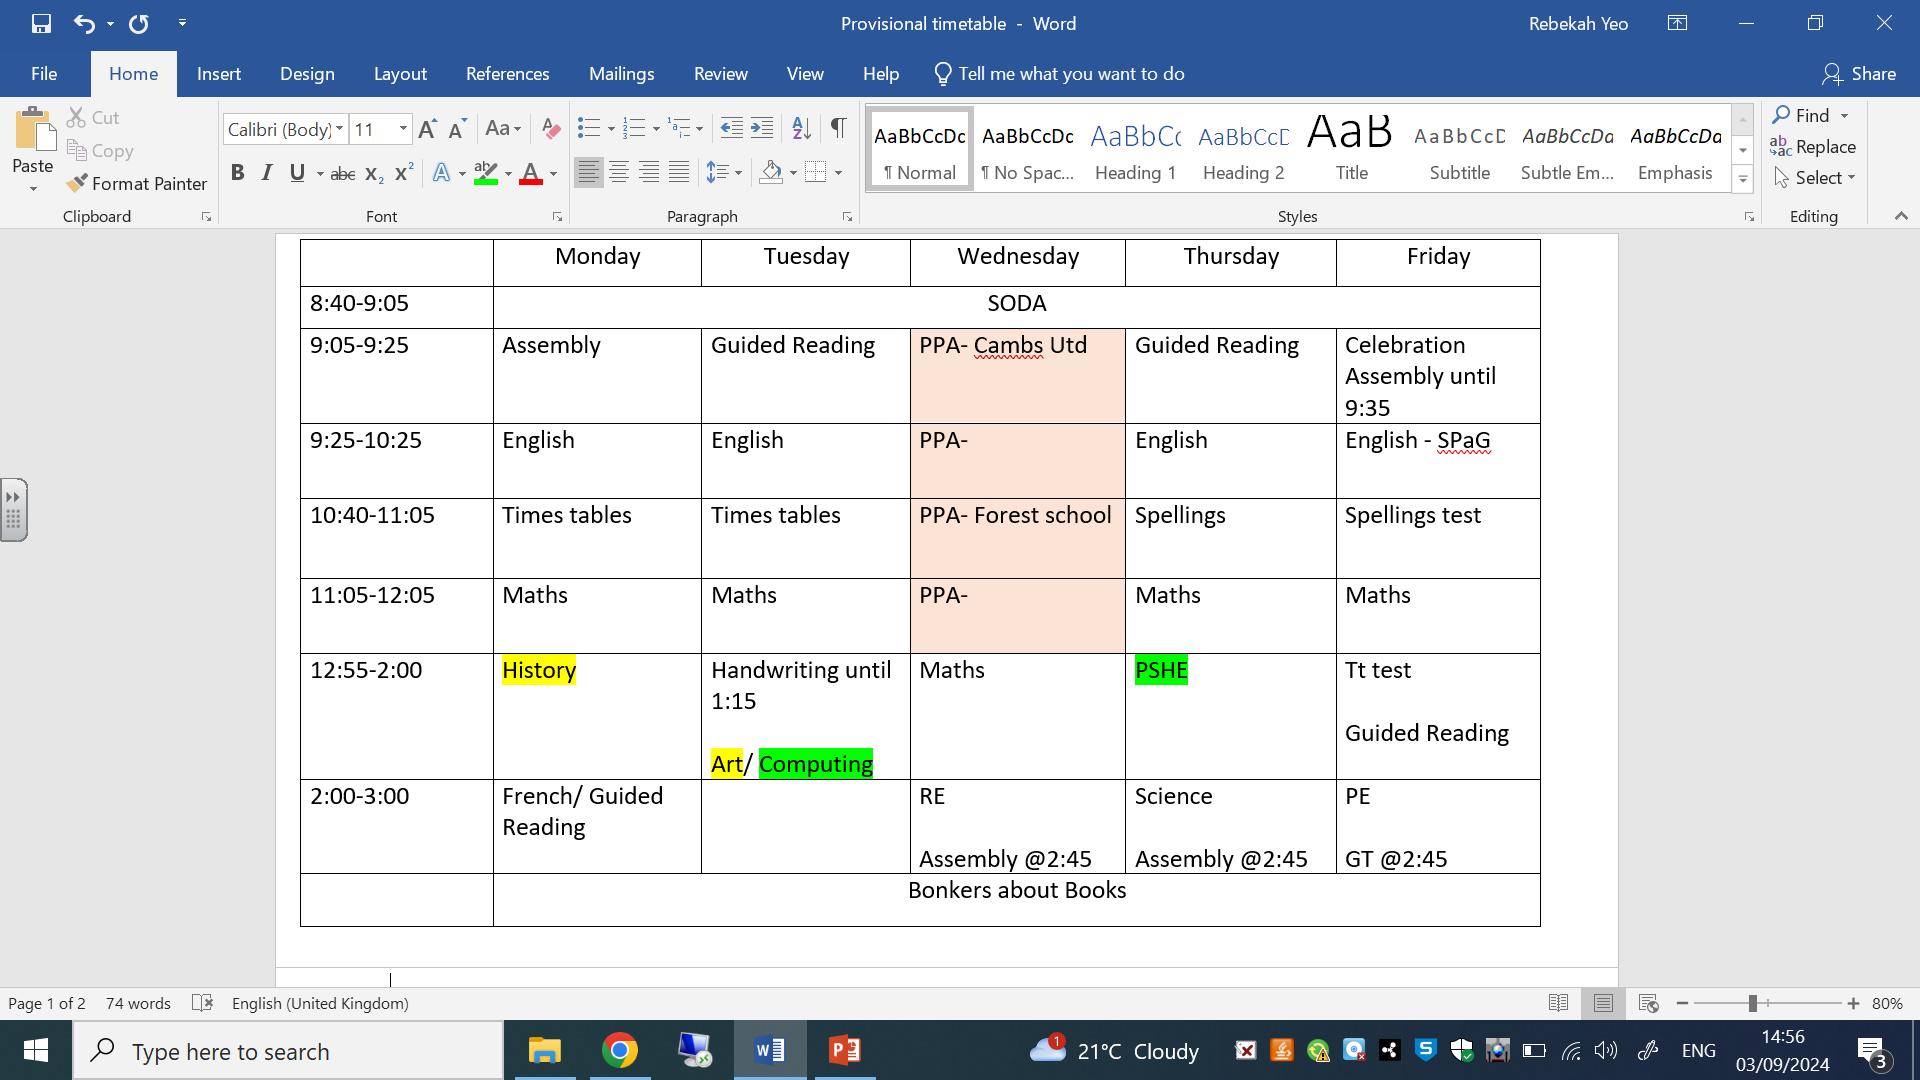 Provisional timetable - Word
Rebekah Yeo
File Home Insert Design Layout References Mailings Review View Help Tell me what you want to do Share
Paste
Cut
Copy
Format Painter
Clipboard
Calibri (Body) 11
Font
Paragraph
AaBbCcDc AaBbCcDc AaBbCc AaBbCcD AaB AaBbCcD AaBbCcDd AaBbCcDd
¶ Normal ¶ No Spac... Heading 1 Heading 2 Title Subtitle Subtle Em... Emphasis
Styles
Find
Replace
Select
Editing
Monday Tuesday Wednesday Thursday Friday
8:40-9:05 SODA
9:05-9:25 Assembly Guided Reading PPA- Cambs Utd Guided Reading Celebration
Assembly until
9:35
9:25-10:25 English English PPA- English English - SPaG
10:40-11:05 Times tables Times tables PPA- Forest school Spellings Spellings test
11:05-12:05 Maths Maths PPA- Maths Maths
12:55-2:00 History Handwriting until Maths PSHE Tt test
1:15
Guided Reading
Art/ Computing
2:00-3:00 French/ Guided RE Science PE
Reading
Assembly @2:45 Assembly @2:45 GT @2:45
Bonkers about Books
Page 1 of 2 74 words English (United Kingdom) 80%
Type here to search
1 21°C Cloudy ENG 14:56
03/09/2024 3